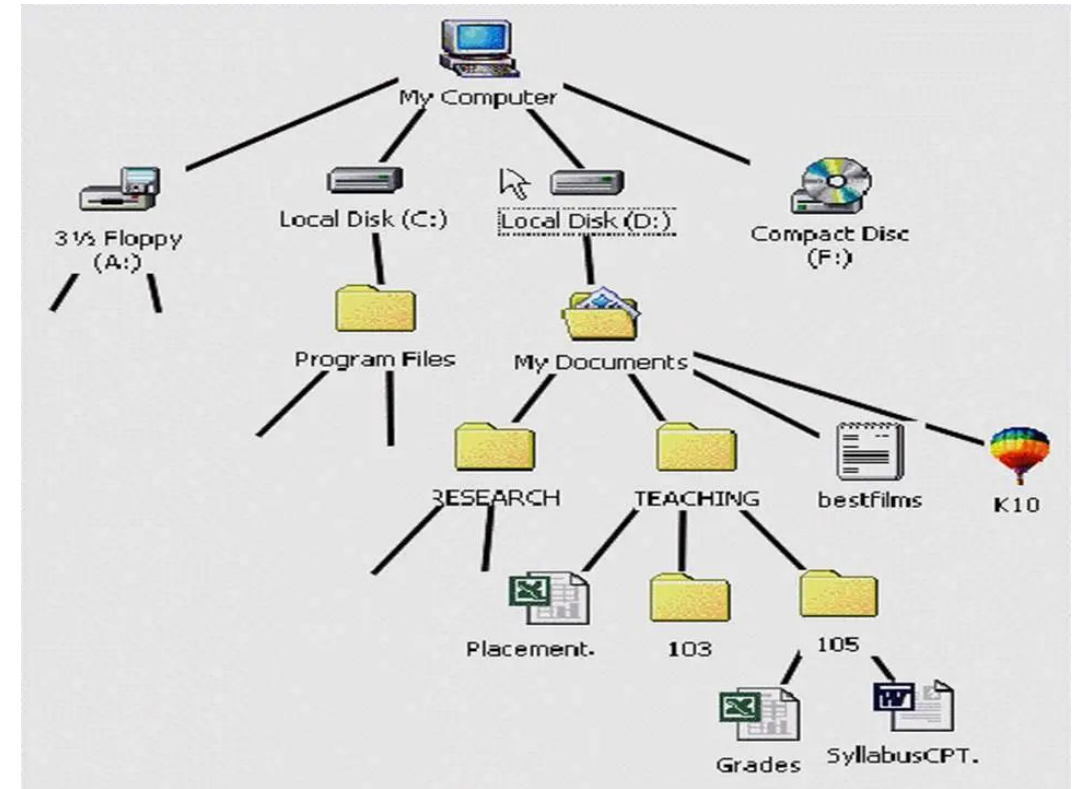 My Computer
3½ Floppy
(A:)
Local Disk (C:)
Local Disk (D:)
Compact Disc
(F:)
Program Files
My Documents
RESEARCH
TEACHING
bestfilms
K10
Placement.
103
105
Grades
SyllabusCPT.